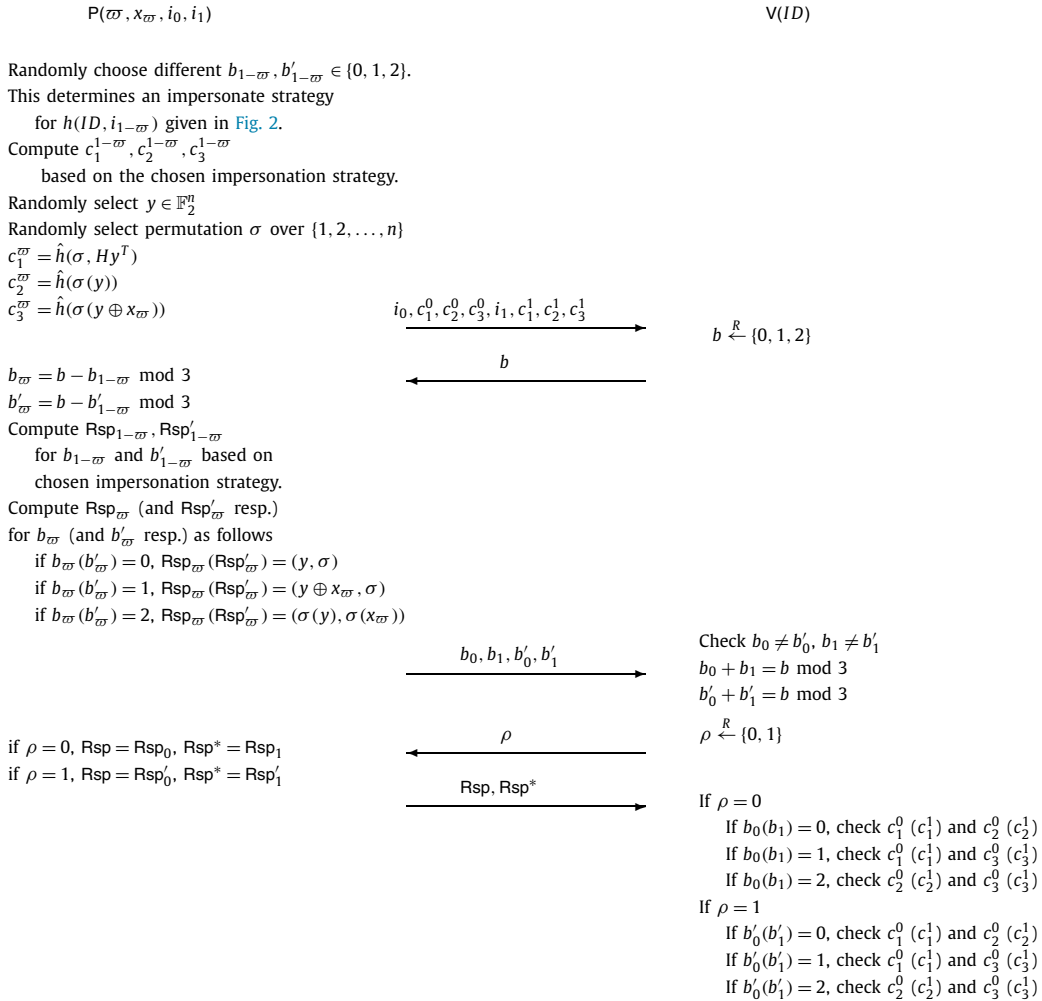 P(ϖ, x_ϖ, i_0, i_1)
V(ID)
Randomly choose different b_{1−ϖ}, b′_{1−ϖ} ∈ {0, 1, 2}.
This determines an impersonate strategy
for h(ID, i_{1−ϖ}) given in Fig. 2.
Compute c_1^{1−ϖ}, c_2^{1−ϖ}, c_3^{1−ϖ}
based on the chosen impersonation strategy.
Randomly select y ∈ 𝔽_2^n
Randomly select permutation σ over {1, 2, . . . , n}
c_1^ϖ = ĥ(σ, Hy^T)
c_2^ϖ = ĥ(σ(y))
c_3^ϖ = ĥ(σ(y ⊕ x_ϖ))
i_0, c_1^0, c_2^0, c_3^0, i_1, c_1^1, c_2^1, c_3^1
b ←^R {0, 1, 2}
b
b_ϖ = b − b_{1−ϖ} mod 3
b′_ϖ = b − b′_{1−ϖ} mod 3
Compute Rsp_{1−ϖ}, Rsp′_{1−ϖ}
for b_{1−ϖ} and b′_{1−ϖ} based on
chosen impersonation strategy.
Compute Rsp_ϖ (and Rsp′_ϖ resp.)
for b_ϖ (and b′_ϖ resp.) as follows
if b_ϖ(b′_ϖ) = 0, Rsp_ϖ(Rsp′_ϖ) = (y, σ)
if b_ϖ(b′_ϖ) = 1, Rsp_ϖ(Rsp′_ϖ) = (y ⊕ x_ϖ, σ)
if b_ϖ(b′_ϖ) = 2, Rsp_ϖ(Rsp′_ϖ) = (σ(y), σ(x_ϖ))
b_0, b_1, b′_0, b′_1
Check b_0 ≠ b′_0, b_1 ≠ b′_1
b_0 + b_1 = b mod 3
b′_0 + b′_1 = b mod 3
ρ ←^R {0, 1}
ρ
if ρ = 0, Rsp = Rsp_0, Rsp* = Rsp_1
if ρ = 1, Rsp = Rsp′_0, Rsp* = Rsp′_1
Rsp, Rsp*
If ρ = 0
If b_0(b_1) = 0, check c_1^0 (c_1^1) and c_2^0 (c_2^1)
If b_0(b_1) = 1, check c_1^0 (c_1^1) and c_3^0 (c_3^1)
If b_0(b_1) = 2, check c_2^0 (c_2^1) and c_3^0 (c_3^1)
If ρ = 1
If b′_0(b′_1) = 0, check c_1^0 (c_1^1) and c_2^0 (c_2^1)
If b′_0(b′_1) = 1, check c_1^0 (c_1^1) and c_3^0 (c_3^1)
If b′_0(b′_1) = 2, check c_2^0 (c_2^1) and c_3^0 (c_3^1)